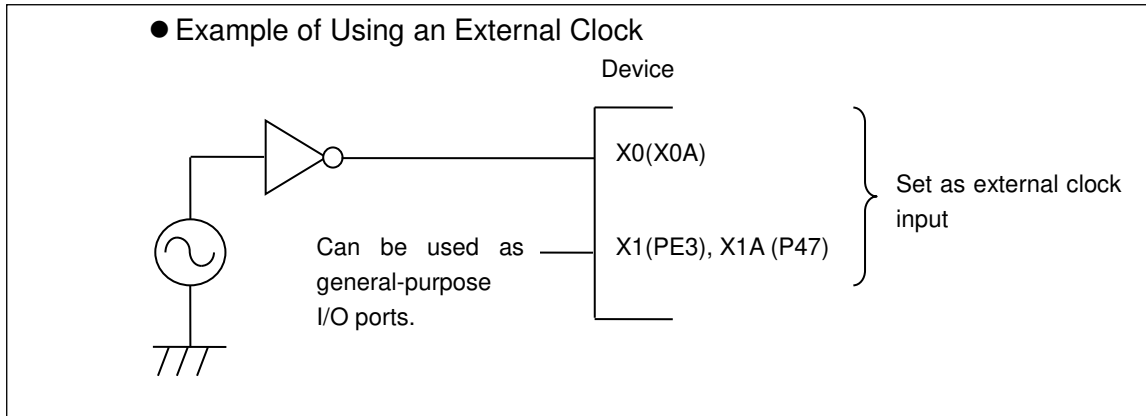 ● Example of Using an External Clock
Device
X0(X0A)
Set as external clock
input
Can be used as
general-purpose
I/O ports.
X1(PE3), X1A (P47)